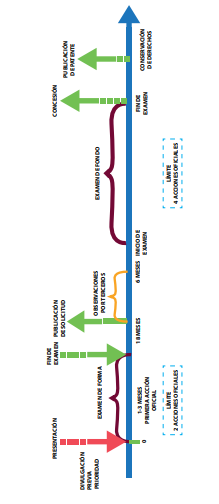 DIVULGACIÓN
PREVIA
PRIORIDAD
PRESENTACIÓN
0
1-3 MESES
PRIMERA ACCIÓN
OFICIAL
LÍMITE
2 ACCIONES OFICIALES
EXAMEN DE FORMA
FIN DE
EXAMEN
PUBLICACIÓN
DE SOLICITUD
18 MESES
OBSERVACIONES
POR TERCEROS
6 MESES
INICIO DE
EXAMEN
EXAMEN DE FONDO
LÍMITE
4 ACCIONES OFICIALES
FIN DE
EXAMEN
CONCESIÓN
PUBLICACIÓN
DE PATENTE
CONSERVACIÓN
DE DERECHOS